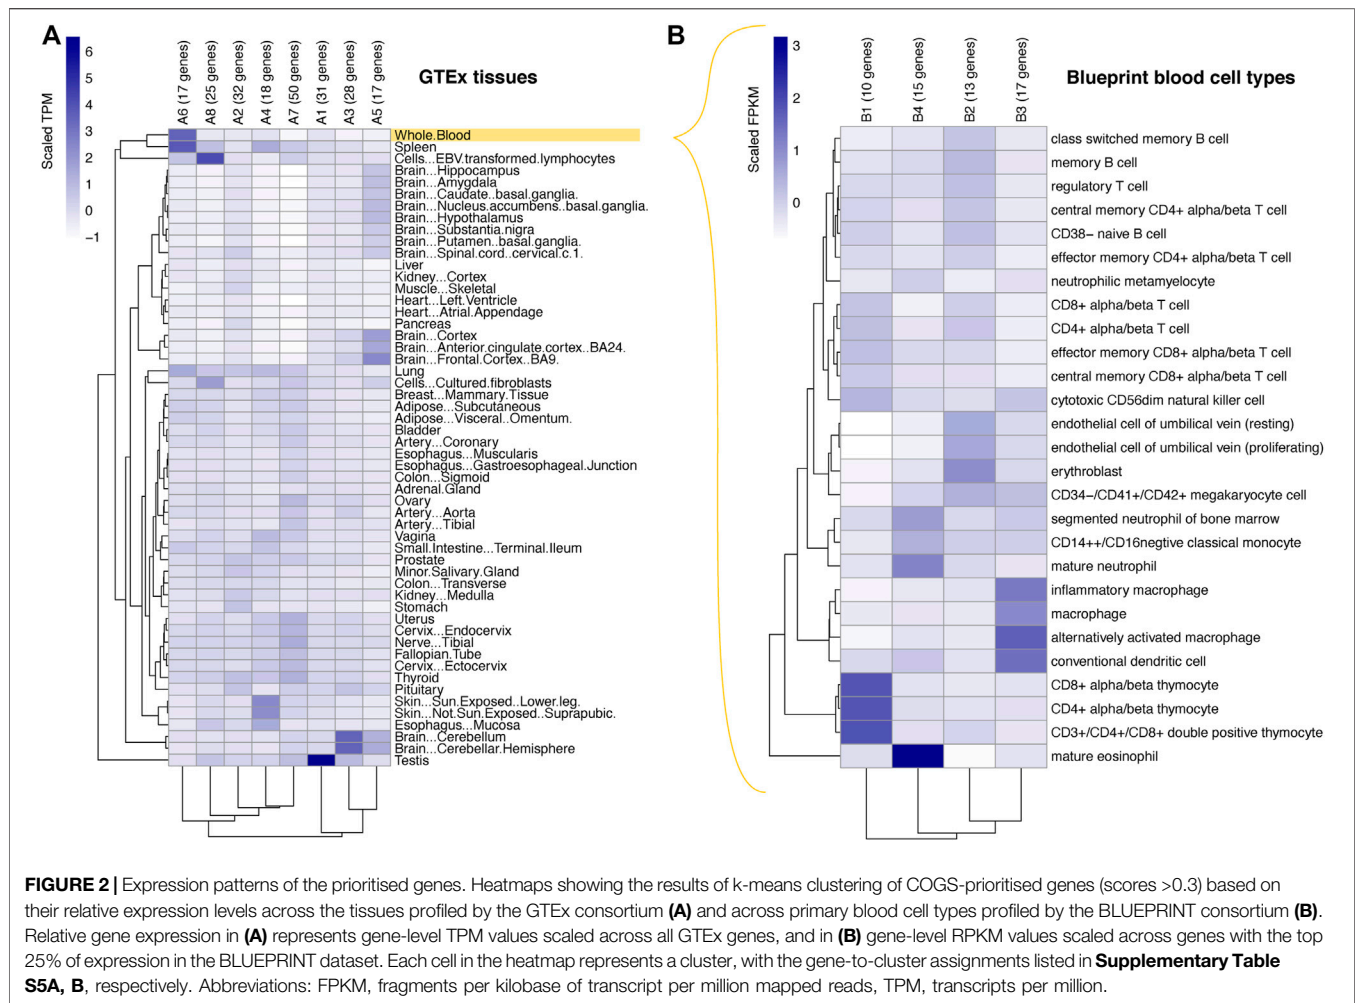 A
B
A6 (17 genes)
A8 (25 genes)
A2 (32 genes)
A4 (18 genes)
A7 (50 genes)
A1 (31 genes)
A3 (28 genes)
A5 (17 genes)
GTEx tissues
Scaled TPM
6
5
4
3
2
1
0
−1
Whole.Blood
Spleen
Cells...EBV.transformed.lymphocytes
Brain...Hippocampus
Brain...Amygdala
Brain...Caudate..basal.ganglia.
Brain...Nucleus.accumbens..basal.ganglia.
Brain...Hypothalamus
Brain...Substantia.nigra
Brain...Putamen..basal.ganglia.
Brain...Spinal.cord..cervical.c.1.
Liver
Kidney...Cortex
Muscle...Skeletal
Heart...Left.Ventricle
Heart...Atrial.Appendage
Pancreas
Brain...Cortex
Brain...Anterior.cingulate.cortex..BA24.
Brain...Frontal.Cortex..BA9.
Lung
Cells...Cultured.fibroblasts
Breast...Mammary.Tissue
Adipose...Subcutaneous
Adipose...Visceral..Omentum.
Bladder
Artery...Coronary
Esophagus...Muscularis
Esophagus...Gastroesophageal.Junction
Colon...Sigmoid
Adrenal.Gland
Ovary
Artery...Aorta
Artery...Tibial
Vagina
Small.Intestine...Terminal.Ileum
Prostate
Minor.Salivary.Gland
Colon...Transverse
Kidney...Medulla
Stomach
Uterus
Cervix...Endocervix
Nerve...Tibial
Fallopian.Tube
Cervix...Ectocervix
Thyroid
Pituitary
Skin...Sun.Exposed..Lower.leg.
Skin...Not.Sun.Exposed..Suprapubic.
Esophagus...Mucosa
Brain...Cerebellum
Brain...Cerebellar.Hemisphere
Testis
Scaled FPKM
3
2
1
0
B1 (10 genes)
B4 (15 genes)
B2 (13 genes)
B3 (17 genes)
Blueprint blood cell types
class switched memory B cell
memory B cell
regulatory T cell
central memory CD4+ alpha/beta T cell
CD38− naive B cell
effector memory CD4+ alpha/beta T cell
neutrophilic metamyelocyte
CD8+ alpha/beta T cell
CD4+ alpha/beta T cell
effector memory CD8+ alpha/beta T cell
central memory CD8+ alpha/beta T cell
cytotoxic CD56dim natural killer cell
endothelial cell of umbilical vein (resting)
endothelial cell of umbilical vein (proliferating)
erythroblast
CD34−/CD41+/CD42+ megakaryocyte cell
segmented neutrophil of bone marrow
CD14++/CD16negtive classical monocyte
mature neutrophil
inflammatory macrophage
macrophage
alternatively activated macrophage
conventional dendritic cell
CD8+ alpha/beta thymocyte
CD4+ alpha/beta thymocyte
CD3+/CD4+/CD8+ double positive thymocyte
mature eosinophil
FIGURE 2 | Expression patterns of the prioritised genes. Heatmaps showing the results of k-means clustering of COGS-prioritised genes (scores >0.3) based on
their relative expression levels across the tissues profiled by the GTEx consortium (A) and across primary blood cell types profiled by the BLUEPRINT consortium (B).
Relative gene expression in (A) represents gene-level TPM values scaled across all GTEx genes, and in (B) gene-level RPKM values scaled across genes with the top
25% of expression in the BLUEPRINT dataset. Each cell in the heatmap represents a cluster, with the gene-to-cluster assignments listed in Supplementary Table
S5A, B, respectively. Abbreviations: FPKM, fragments per kilobase of transcript per million mapped reads, TPM, transcripts per million.